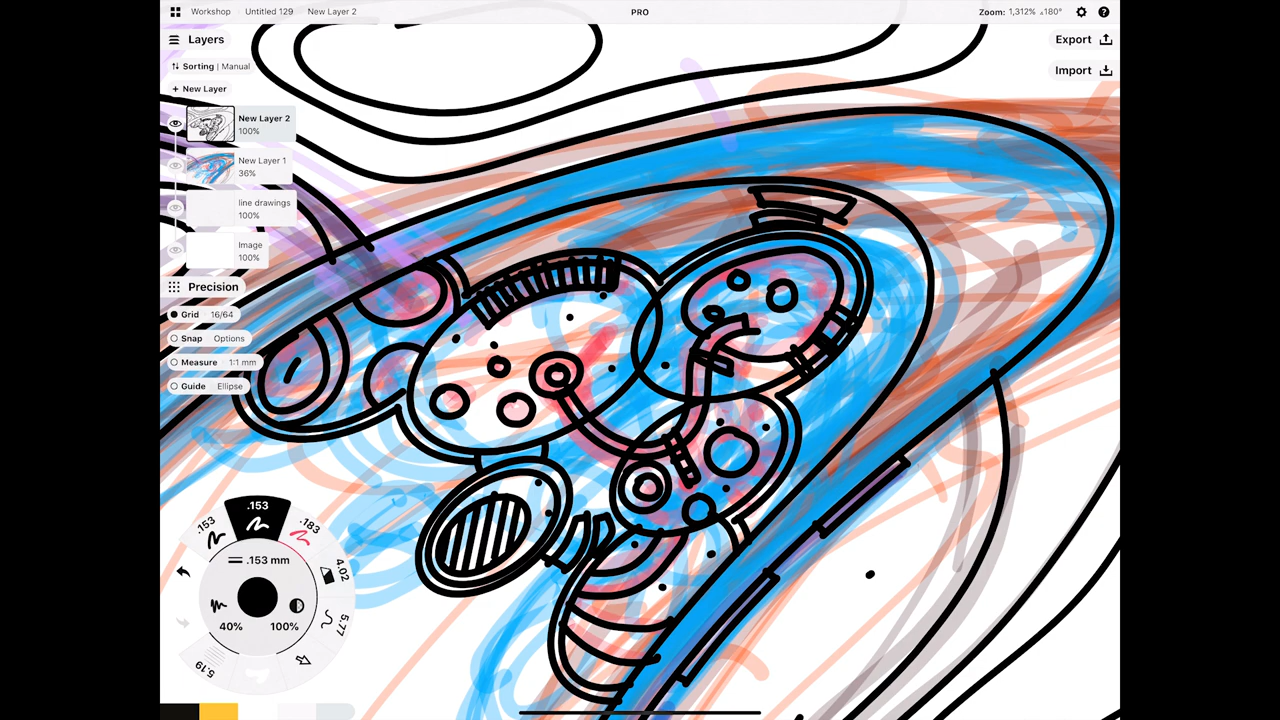 Workshop Untitled 129 New Layer 2 PRO Zoom: 1,312% ⦟180°
Layers
Export
Import
Sorting | Manual
+ New Layer
New Layer 2
100%
New Layer 1
36%
line drawings
100%
Image
100%
Precision
Grid 16/64
Snap Options
Measure 1:1 mm
Guide Ellipse
.153
.153
.183
4.02
5.77
5.19
.153 mm
40% 100%